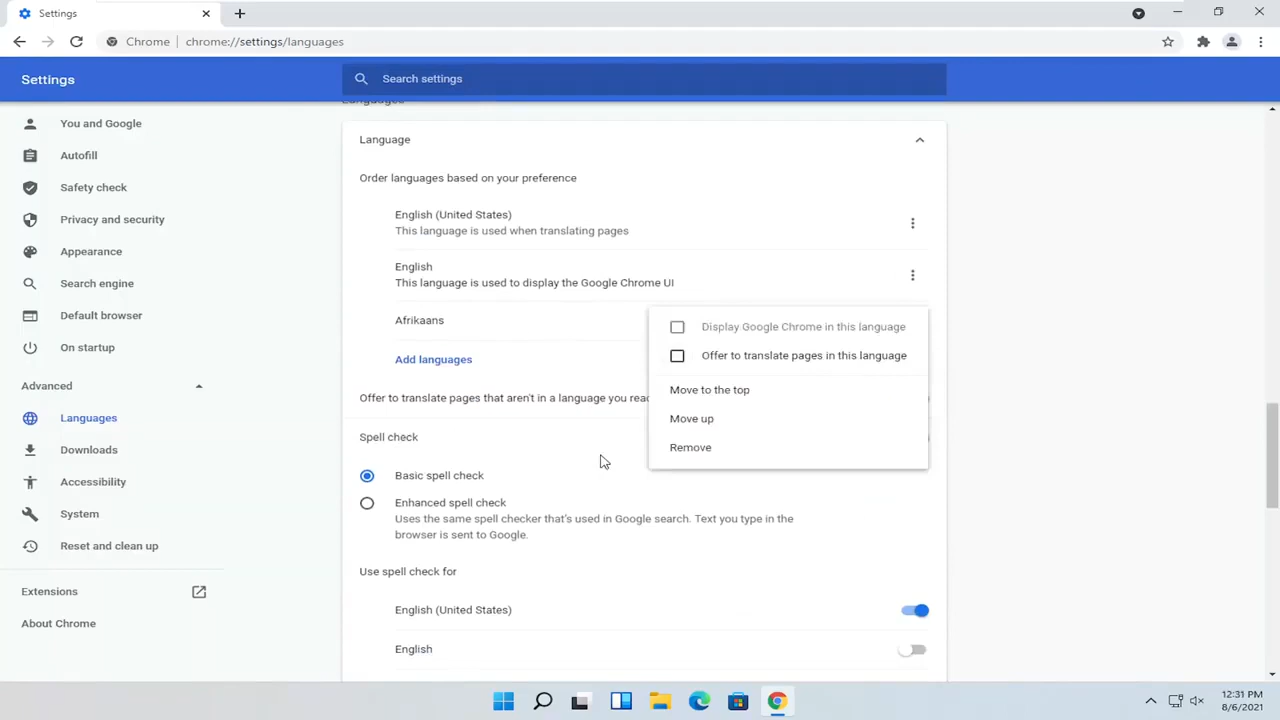 Settings
Chrome
chrome://settings/languages
Settings
Search settings
Languages
You and Google
Autofill
Safety check
Privacy and security
Appearance
Search engine
Default browser
On startup
Advanced
Languages
Downloads
Accessibility
System
Reset and clean up
Extensions
About Chrome
Language
Order languages based on your preference
English (United States)
This language is used when translating pages
English
This language is used to display the Google Chrome UI
Afrikaans
Add languages
Display Google Chrome in this language
Offer to translate pages in this language
Move to the top
Move up
Remove
Offer to translate pages that aren't in a language you read
Spell check
Basic spell check
Enhanced spell check
Uses the same spell checker that's used in Google search. Text you type in the
browser is sent to Google.
Use spell check for
English (United States)
English
12:31 PM
8/6/2021